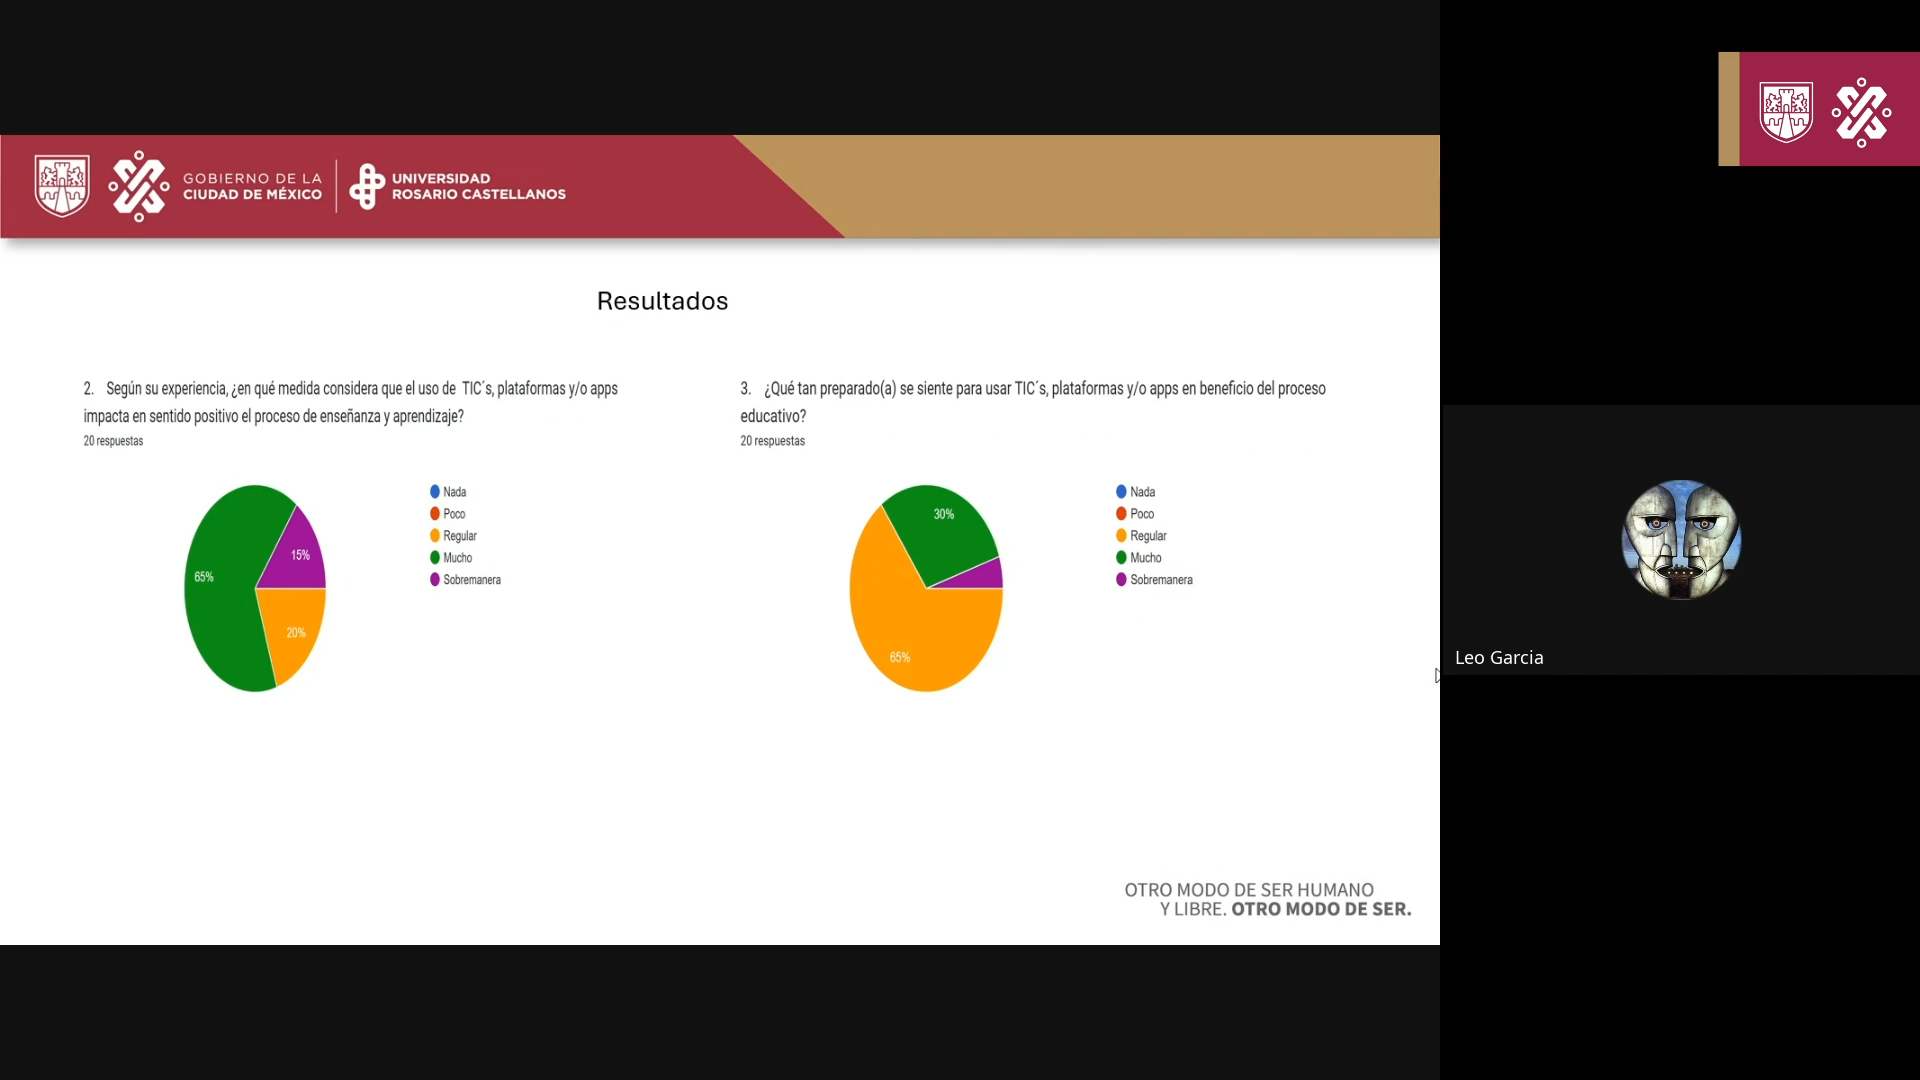 GOBIERNO DE LA
CIUDAD DE MÉXICO
UNIVERSIDAD
ROSARIO CASTELLANOS
Resultados
2. Según su experiencia, ¿en qué medida considera que el uso de TIC´s, plataformas y/o apps
impacta en sentido positivo el proceso de enseñanza y aprendizaje?
20 respuestas
Nada
Poco
Regular
Mucho
Sobremanera
65%
15%
20%
3. ¿Qué tan preparado(a) se siente para usar TIC´s, plataformas y/o apps en beneficio del proceso
educativo?
20 respuestas
Nada
Poco
Regular
Mucho
Sobremanera
30%
65%
OTRO MODO DE SER HUMANO
Y LIBRE. OTRO MODO DE SER.
Leo Garcia